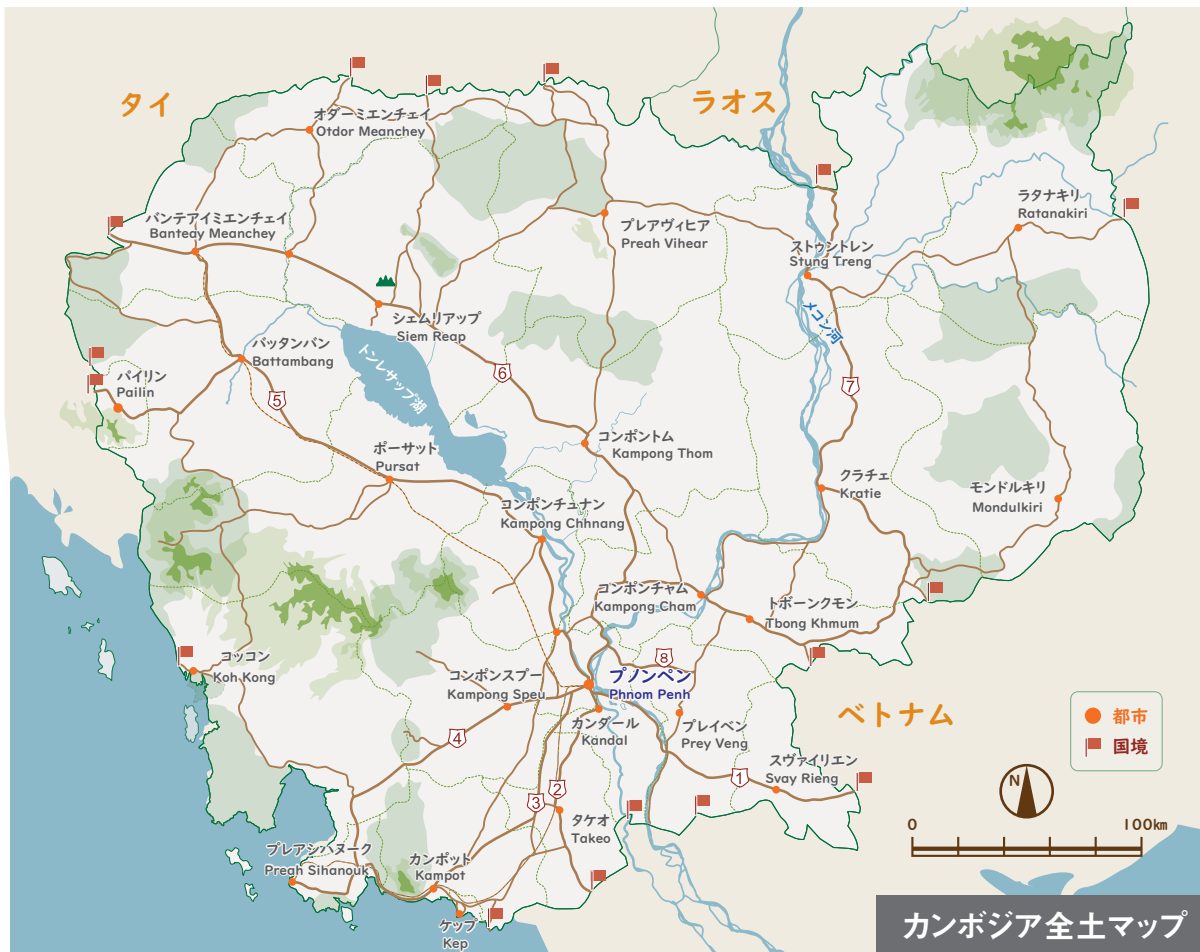 タイ
ラオス
オダーミエンチェイ
Otdor Meanchey
バンテアイミエンチェイ
Banteay Meanchey
プレアヴィヒア
Preah Vihear
ラタナキリ
Ratanakiri
ストゥントレン
Stung Treng
メコン河
シェムリアップ
Siem Reap
バッタンバン
Battambang
トンレサップ湖
パイリン
Pailin
5
6
7
コンポントム
Kampong Thom
ポーサット
Pursat
クラチェ
Kratie
モンドルキリ
Mondulkiri
コンポンチュナン
Kampong Chhnang
コンポンチャム
Kampong Cham
トボーンクモン
Tbong Khmum
コッコン
Koh Kong
8
コンポンスプー
Kampong Speu
プノンペン
Phnom Penh
カンダール
Kandal
プレイベン
Prey Veng
ベトナム
4
スヴァイリエン
Svay Rieng
1
2
3
タケオ
Takeo
プレアシハヌーク
Preah Sihanouk
カンポット
Kampot
ケップ
Kep
都市
国境
N
0
100km
カンボジア全土マップ